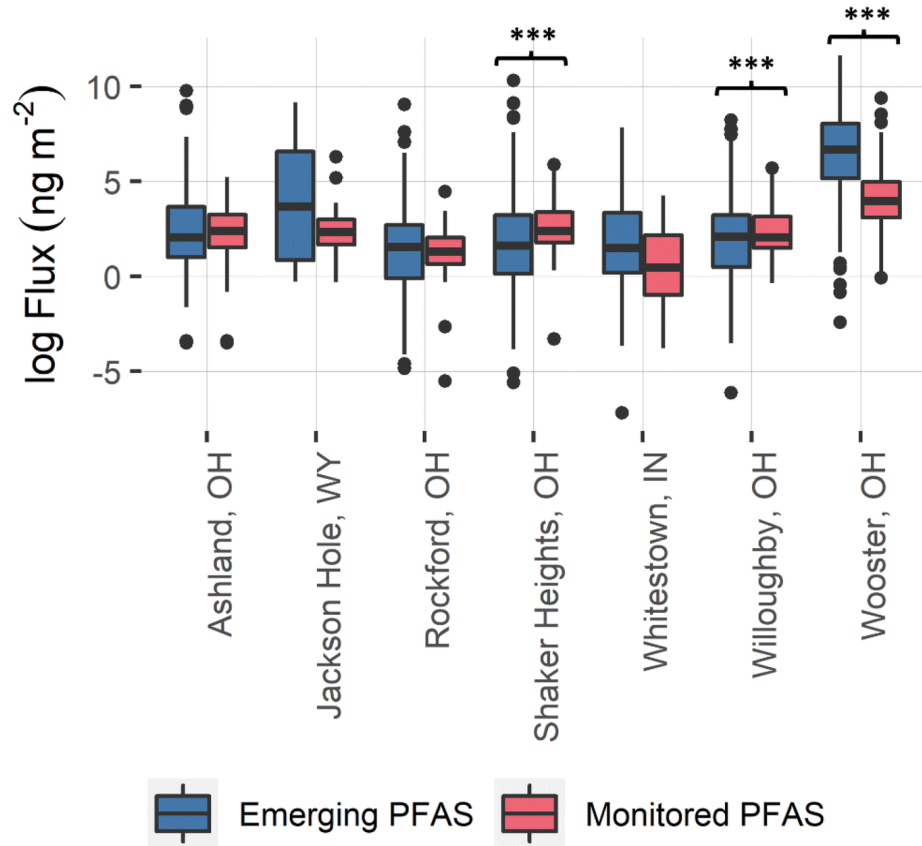 ***
***
***
log Flux (ng m⁻²)
10
5
0
-5
Ashland, OH
Jackson Hole, WY
Rockford, OH
Shaker Heights, OH
Whitestown, IN
Willoughby, OH
Wooster, OH
Emerging PFAS
Monitored PFAS